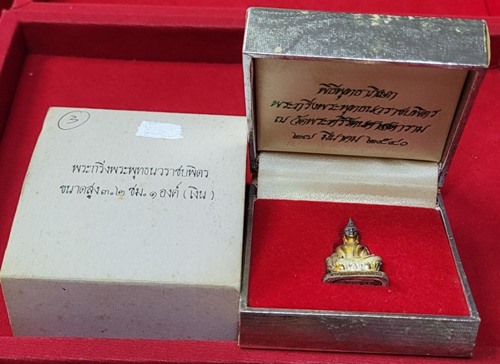 ๓
พระกริ่งพระพุทธนวราชบพิตร
ขนาดสูง ๓.๒ ซม. ๑ องค์ (เงิน)
พิธีพุทธาภิเษก
พระกริ่งพระพุทธนวราชบพิตร
ณ วัดพระศรีรัตนศาสดาราม
๒๗ มีนาคม ๒๕๔๐